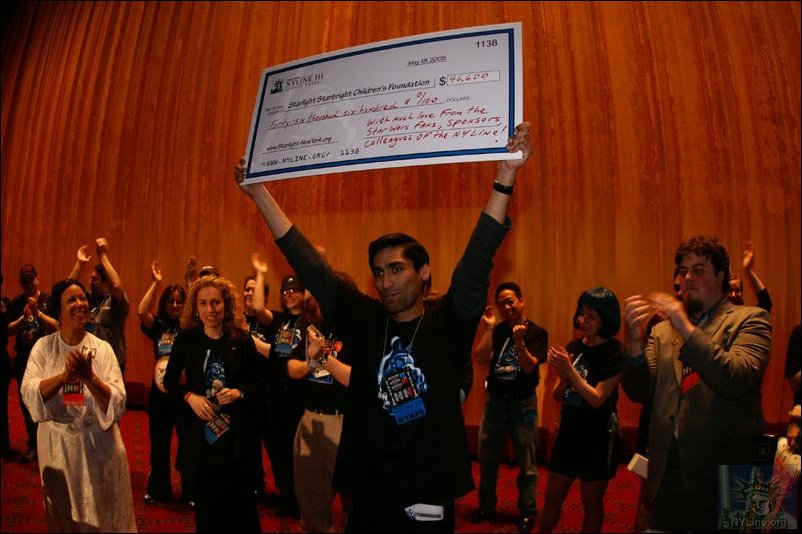 1138
May 18, 2005
NYLINE III
Starlight Starbright Children's Foundation $ 46,600
Forty-six thousand six hundred & 0/100 DOLLARS
With much love from the
Star Wars Fans, Sponsors,
www.Starlight-NewYork.org
Colleagues of the NYLine!
WWW.NYLINE.ORG 1138
STAFF
NYLine.org